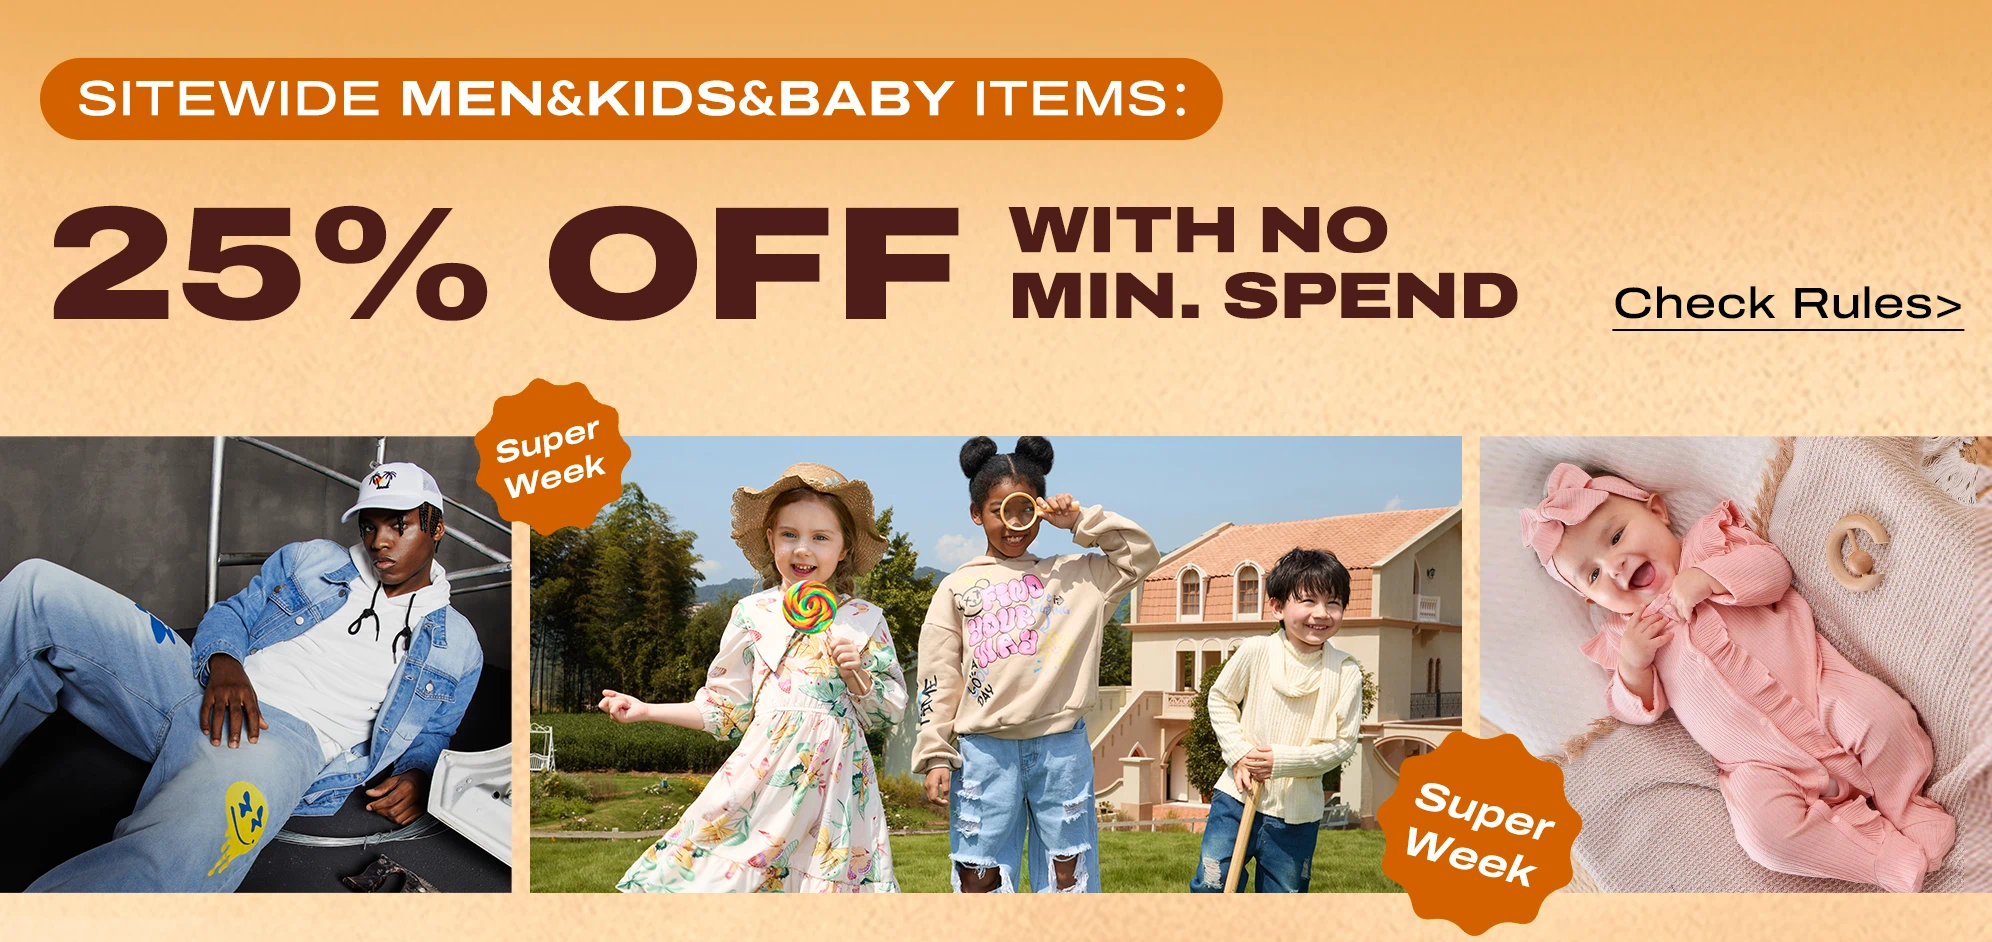 SITEWIDE MEN&KIDS&BABY ITEMS:
25% OFF
WITH NO
MIN. SPEND
Check Rules>
Super
Week
FIND
YOUR
WAY
DAY
Super
Week